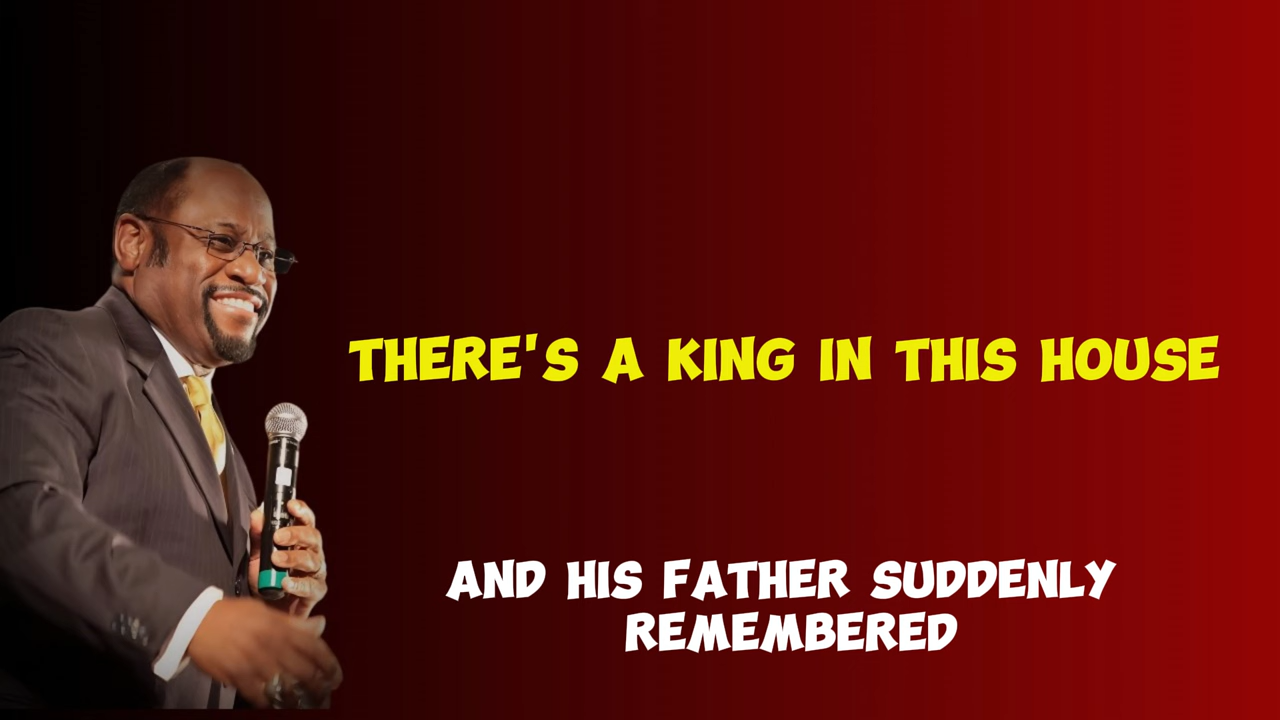 THERE'S A KING IN THIS HOUSE
AND HIS FATHER SUDDENLY
REMEMBERED